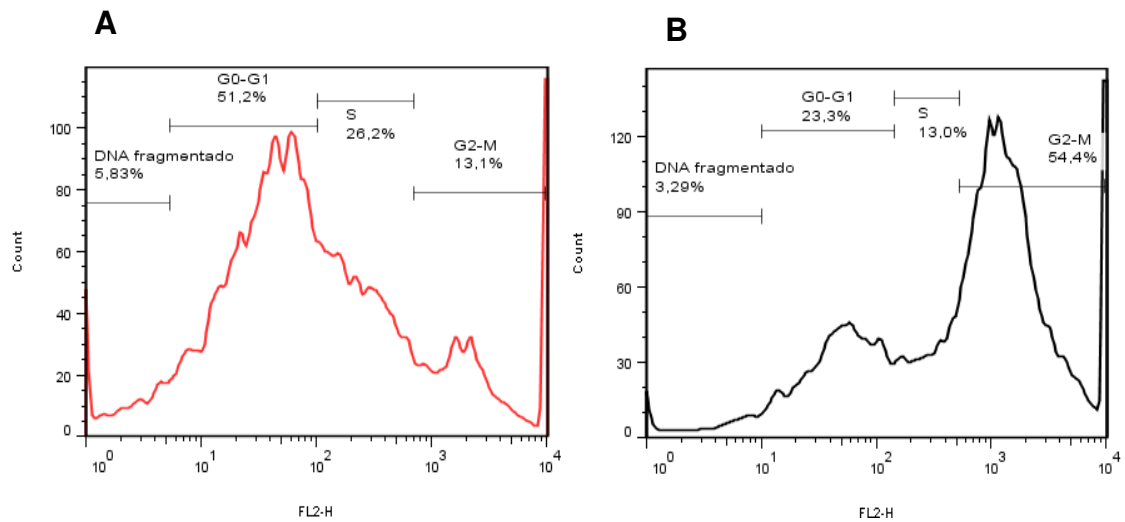 A
G0-G1
51,2%
S
26,2%
G2-M
13,1%
DNA fragmentado
5,83%
100
80
60
40
20
0
Count
10^0
10^1
10^2
10^3
10^4
FL2-H
B
G0-G1
23,3%
S
13,0%
G2-M
54,4%
DNA fragmentado
3,29%
120
90
60
30
0
Count
10^0
10^1
10^2
10^3
10^4
FL2-H